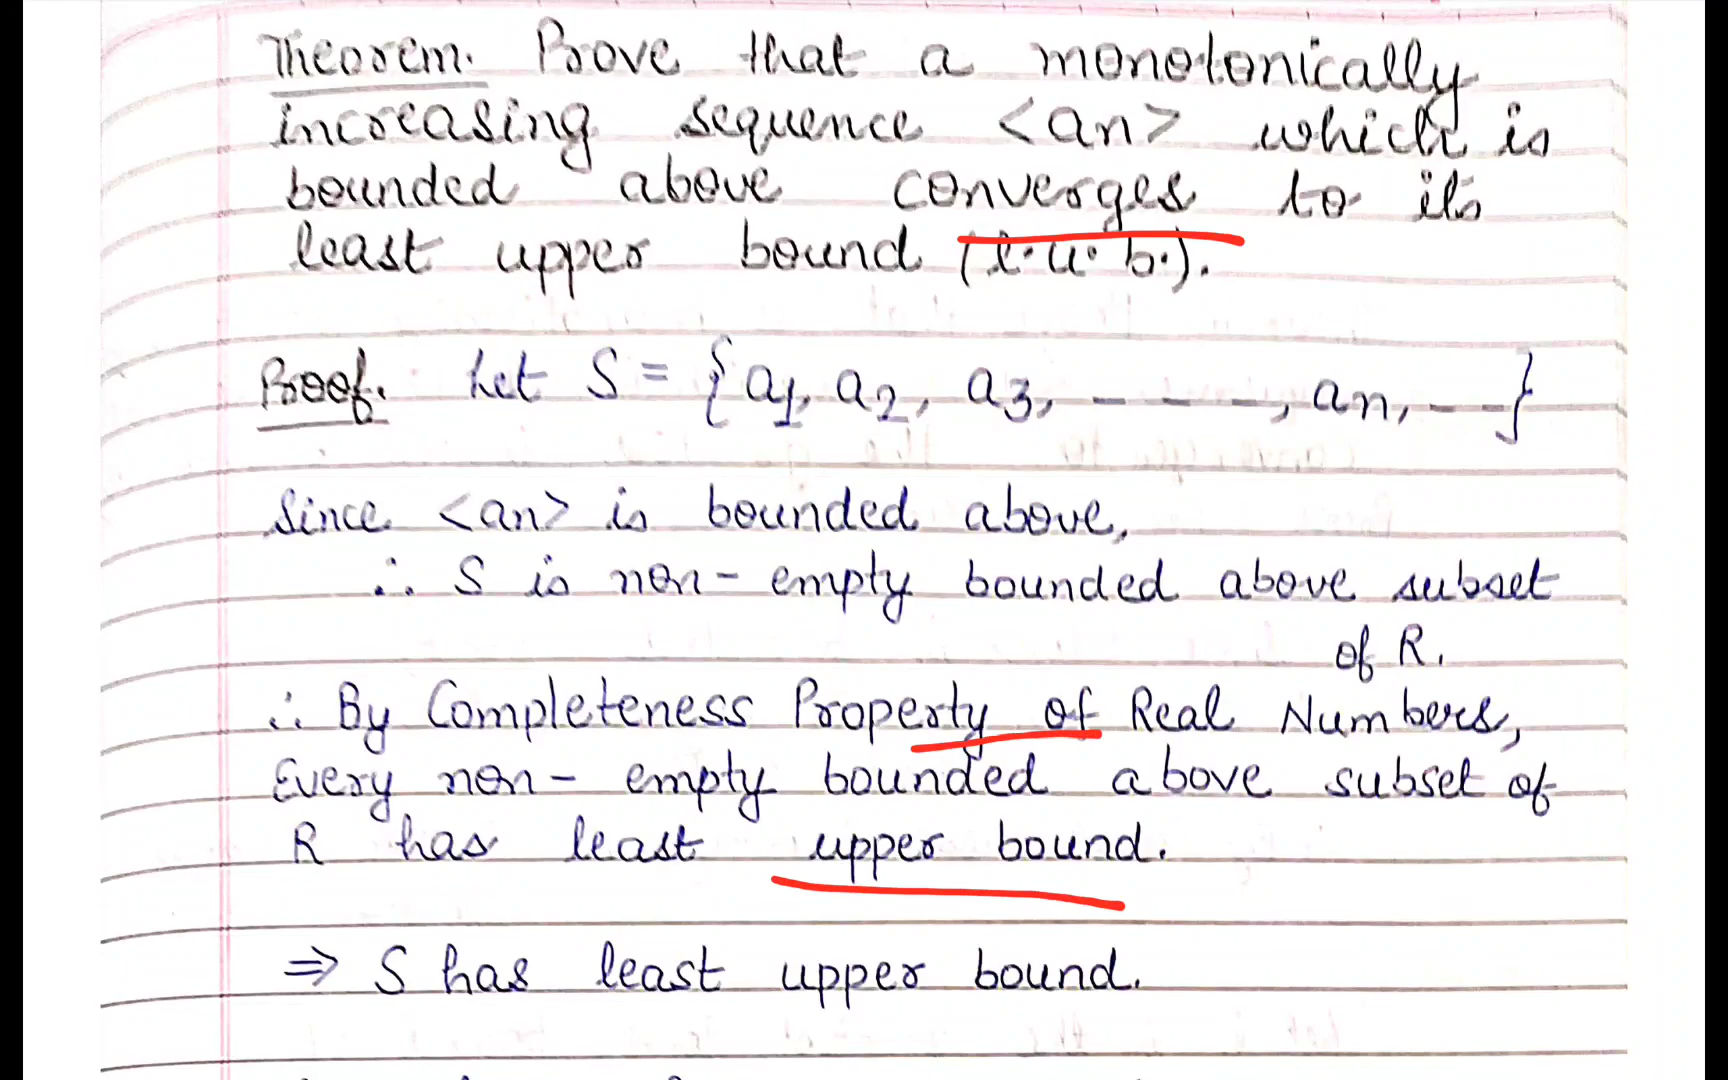 Theorem. Prove that a monotonically
increasing sequence <an> which is
bounded above converges to its
least upper bound (l.u.b.).
Proof. Let S = {a1, a2, a3, - - -, an, - -}
Since <an> is bounded above,
∴ S is non-empty bounded above subset
of R.
∴ By Completeness Property of Real Numbers,
Every non-empty bounded above subset of
R has least upper bound.
⇒ S has least upper bound.